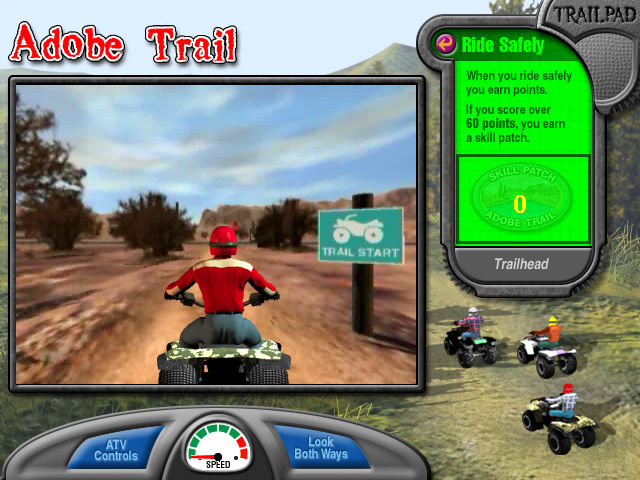 Adobe Trail
TRAILPAD
Ride Safely
When you ride safely
you earn points.
If you score over
60 points, you earn
a skill patch.
SKILL PATCH
0
ADOBE TRAIL
Trailhead
TRAIL START
ATV
Controls
SPEED
Look
Both Ways